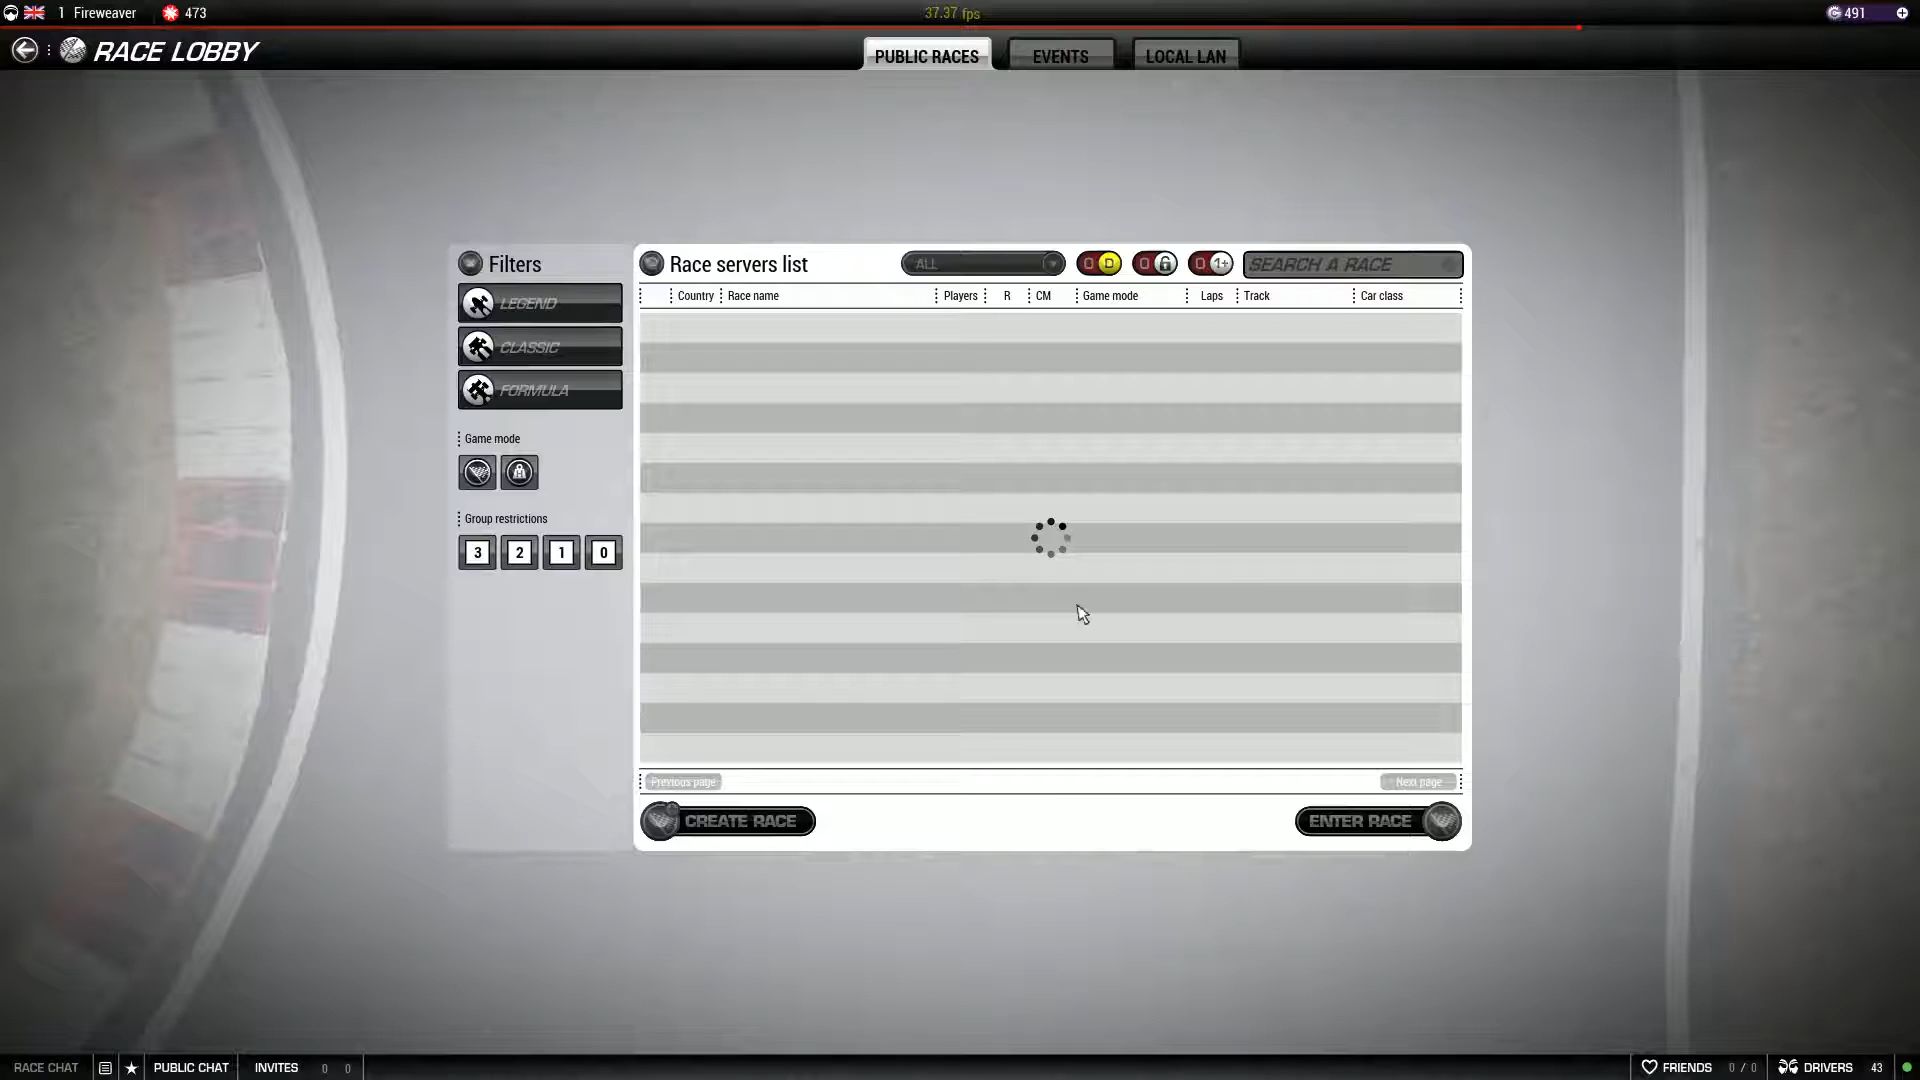 1 Fireweaver 473 37.37 fps 491
RACE LOBBY PUBLIC RACES EVENTS LOCAL LAN
Filters
LEGEND
CLASSIC
FORMULA
Game mode
Group restrictions
3 2 1 0
Race servers list ALL 0 D 0 0 1+ SEARCH A RACE
Country Race name Players R CM Game mode Laps Track Car class
Previous page Next page
CREATE RACE ENTER RACE
RACE CHAT PUBLIC CHAT INVITES 0 0 FRIENDS 0 / 0 DRIVERS 43